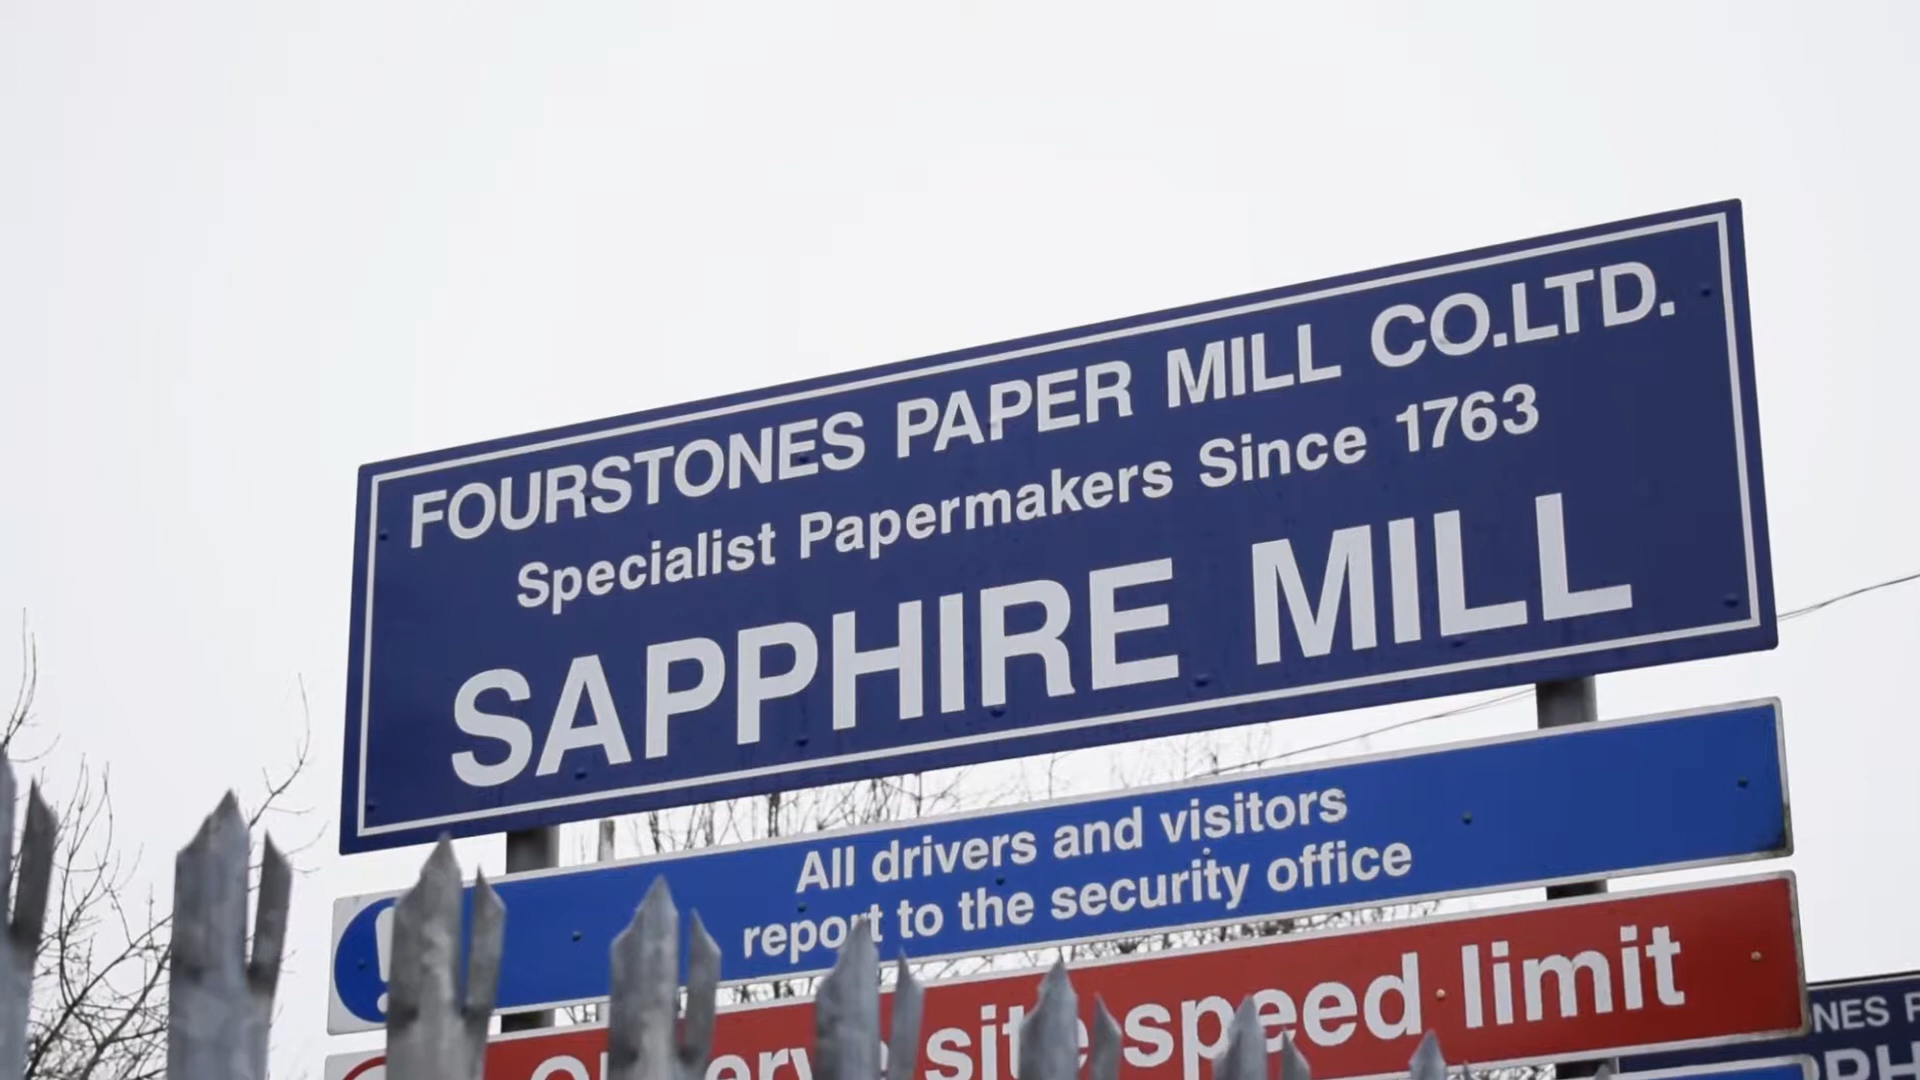 FOURSTONES PAPER MILL CO.LTD.
Specialist Papermakers Since 1763
SAPPHIRE MILL
All drivers and visitors
report to the security office
site speed limit